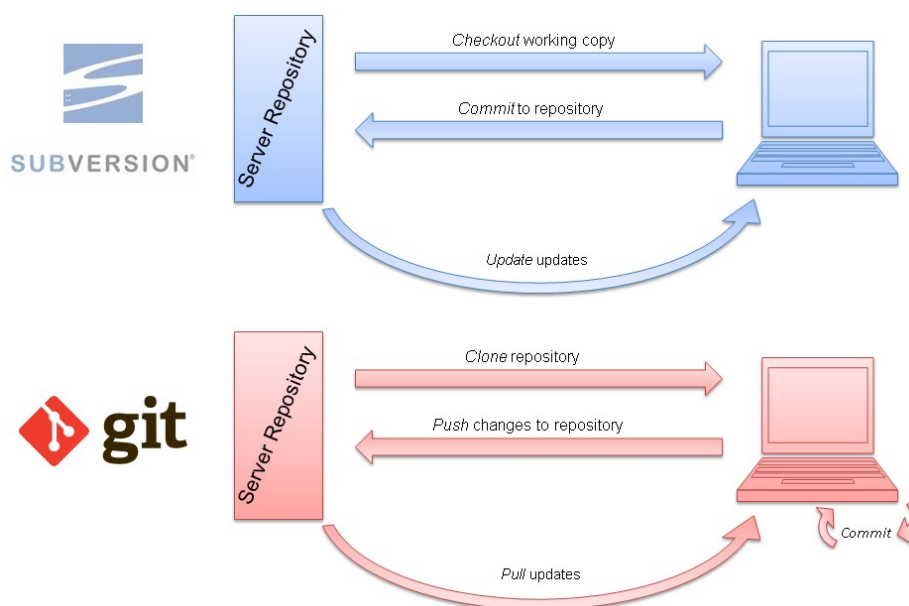 Checkout working copy
Server Repository
Commit to repository
SUBVERSION®
Update updates
Clone repository
Server Repository
git
Push changes to repository
Commit
Pull updates